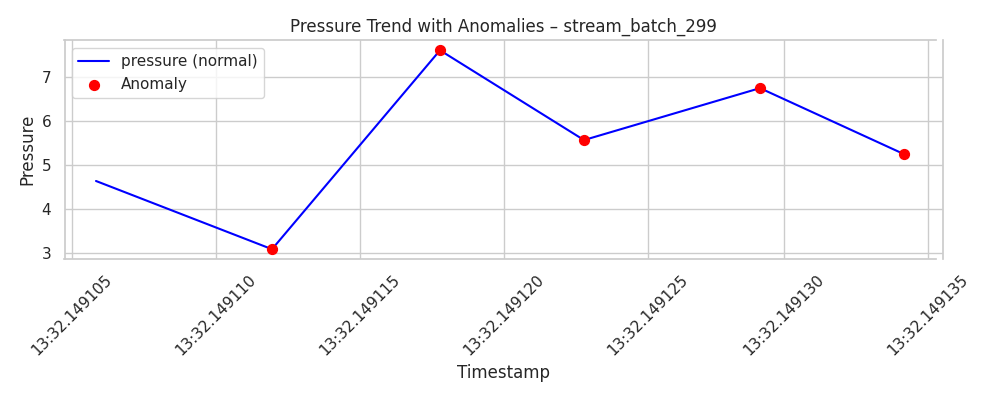 Pressure Trend with Anomalies – stream_batch_299
pressure (normal)
Anomaly
Pressure
7
6
5
4
3
13:32.149105
13:32.149110
13:32.149115
13:32.149120
13:32.149125
13:32.149130
13:32.149135
Timestamp